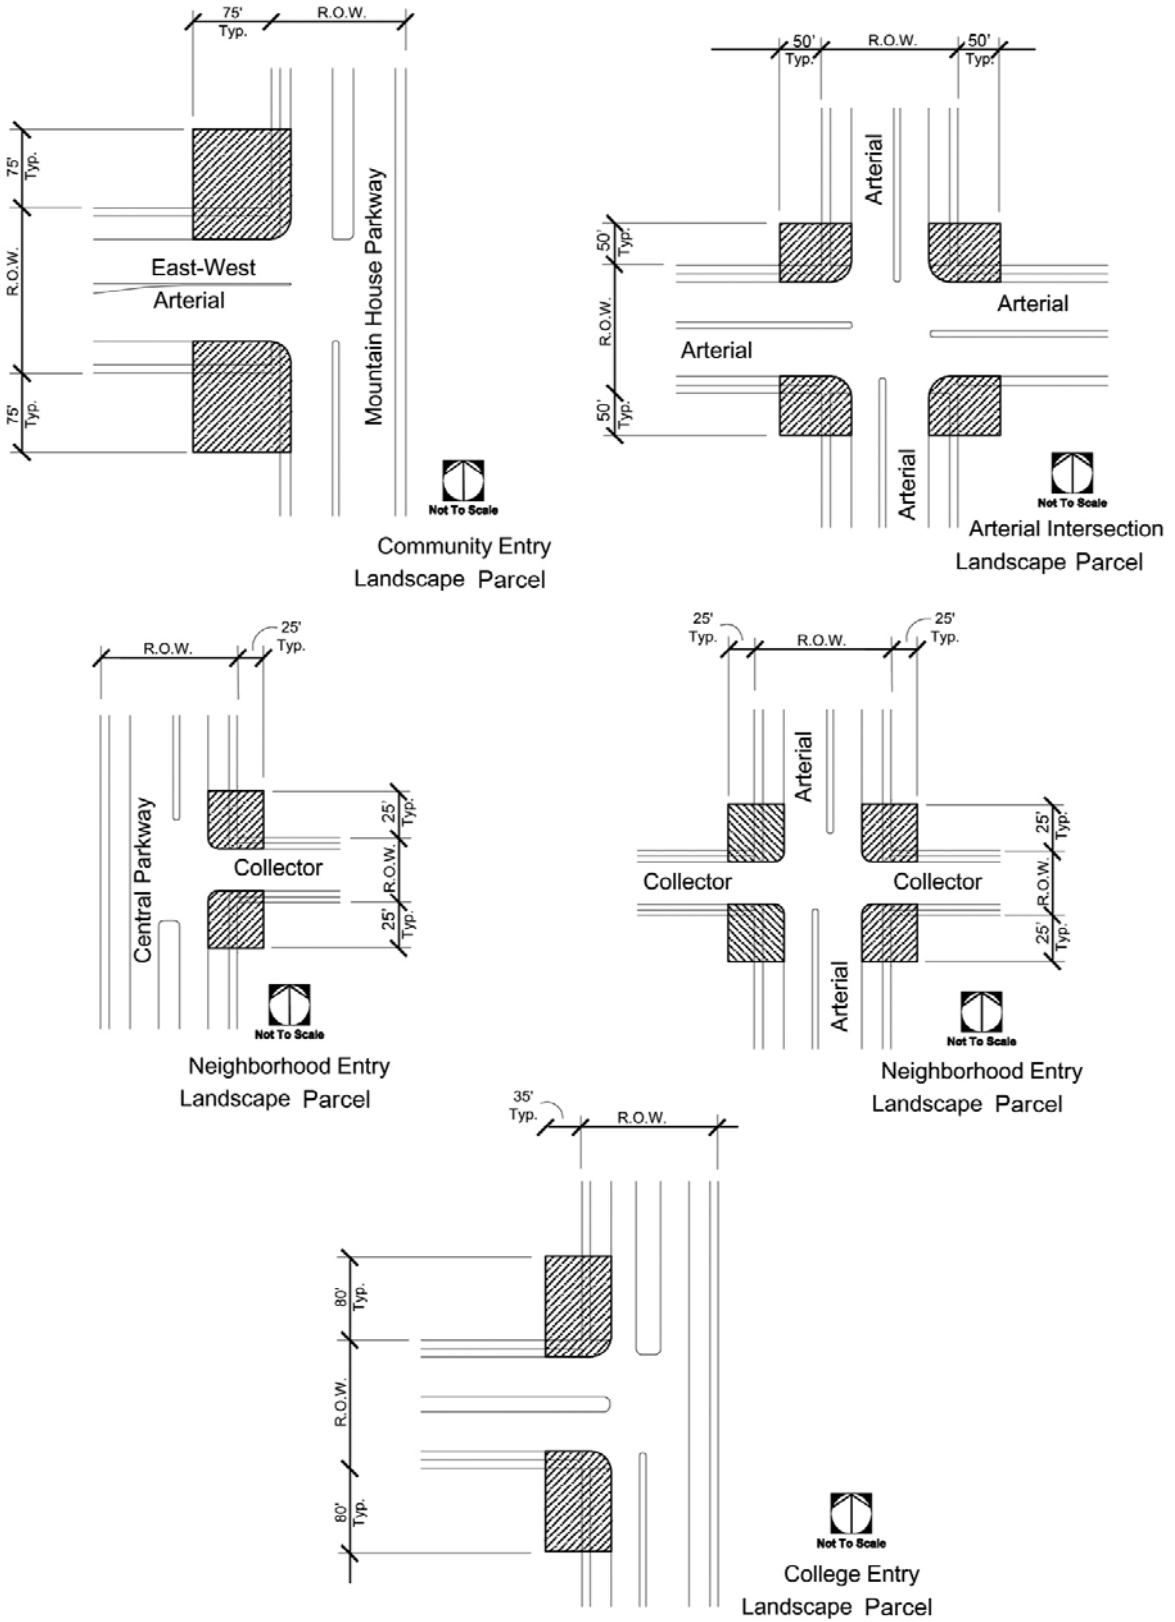 75'
Typ.
R.O.W.
75'
Typ.
R.O.W.
75'
Typ.
East-West
Arterial
Mountain House Parkway
Not To Scale
Community Entry
Landscape Parcel
50'
Typ.
R.O.W.
50'
Typ.
50'
Typ.
R.O.W.
50'
Typ.
Arterial
Arterial
Arterial
Arterial
Not To Scale
Arterial Intersection
Landscape Parcel
R.O.W.
25'
Typ.
25'
Typ.
R.O.W.
25'
Typ.
Central Parkway
Collector
Not To Scale
Neighborhood Entry
Landscape Parcel
25'
Typ.
R.O.W.
25'
Typ.
25'
Typ.
R.O.W.
25'
Typ.
Arterial
Collector
Collector
Arterial
Not To Scale
Neighborhood Entry
Landscape Parcel
35'
Typ.
R.O.W.
80'
Typ.
R.O.W.
80'
Typ.
Not To Scale
College Entry
Landscape Parcel